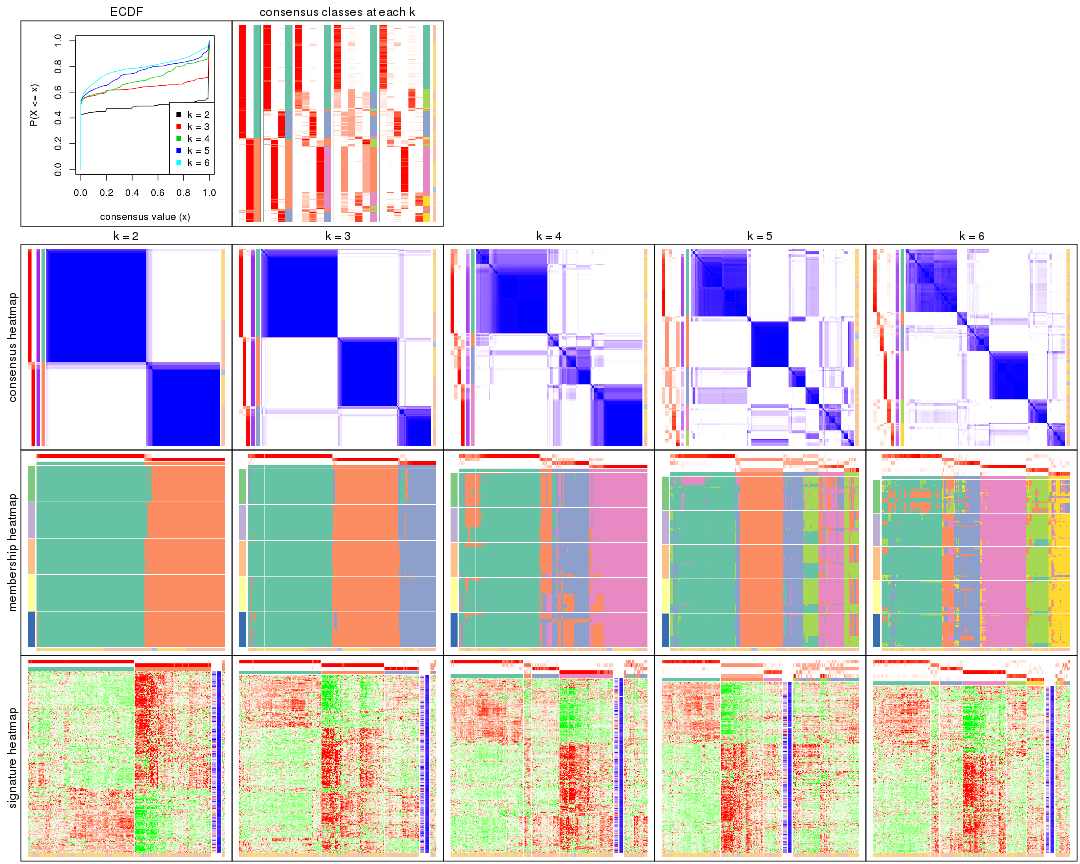 ECDF
consensus classes at each k
P(X <= x)
0.0 0.2 0.4 0.6 0.8 1.0
k = 2
k = 3
k = 4
k = 5
k = 6
0.0 0.2 0.4 0.6 0.8 1.0
consensus value (x)
k = 2 k = 3 k = 4 k = 5 k = 6
consensus heatmap
membership heatmap
signature heatmap